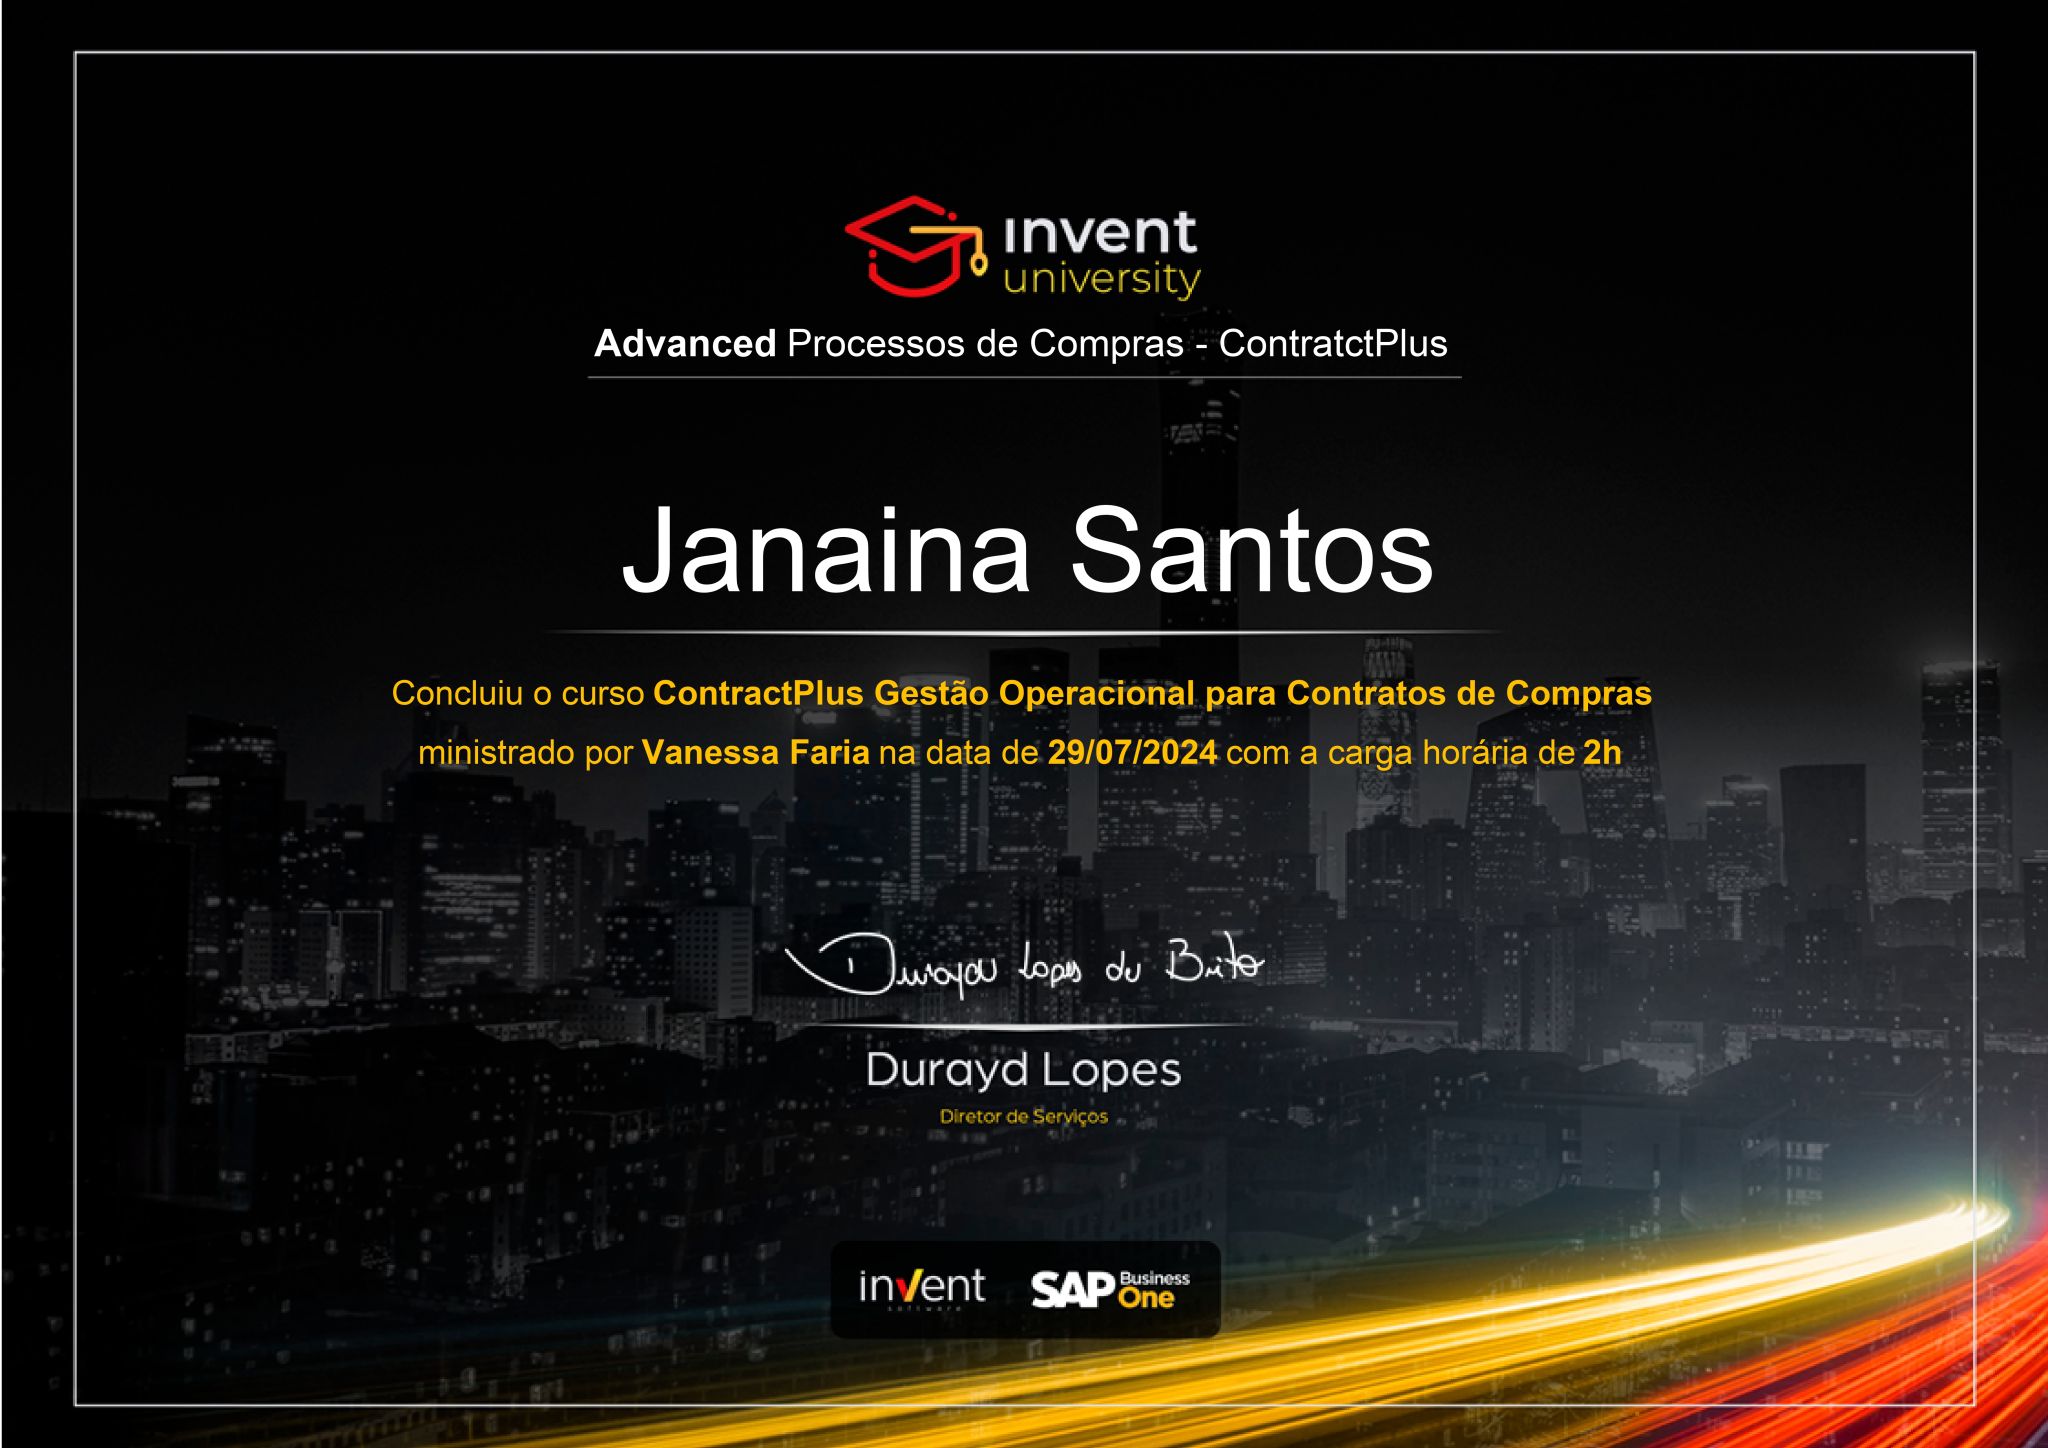 invent
university
Advanced Processos de Compras - ContratctPlus
Janaina Santos
Concluiu o curso ContractPlus Gestão Operacional para Contratos de Compras
ministrado por Vanessa Faria na data de 29/07/2024 com a carga horária de 2h
Durayd Lopes de Brito
Durayd Lopes
Diretor de Serviços
invent
software
SAP Business
One